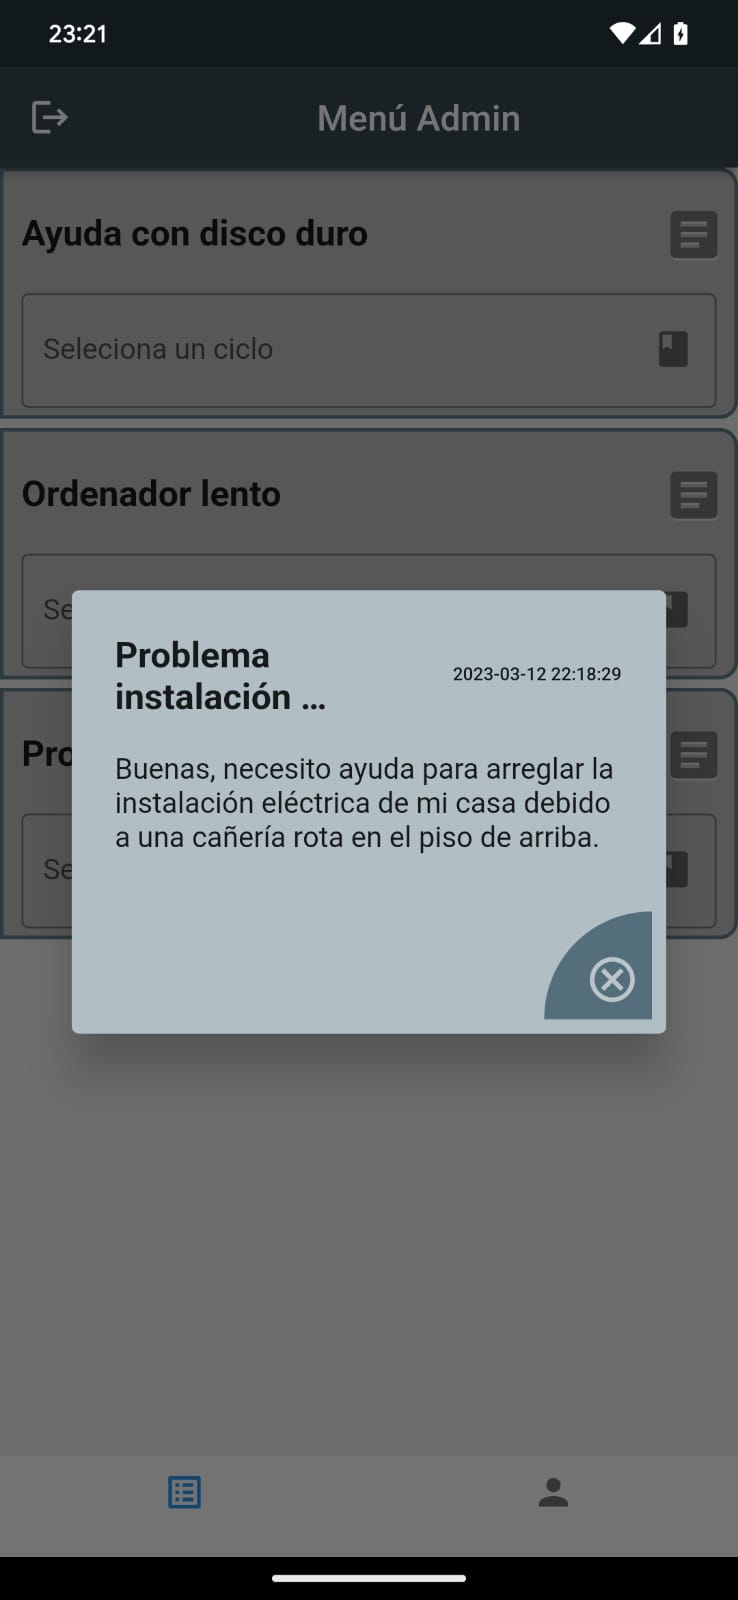 23:21
Menú Admin
Ayuda con disco duro
Seleciona un ciclo
Ordenador lento
Se
Problema
instalación ...
2023-03-12 22:18:29
Pro
Buenas, necesito ayuda para arreglar la
instalación eléctrica de mi casa debido
a una cañería rota en el piso de arriba.
Se